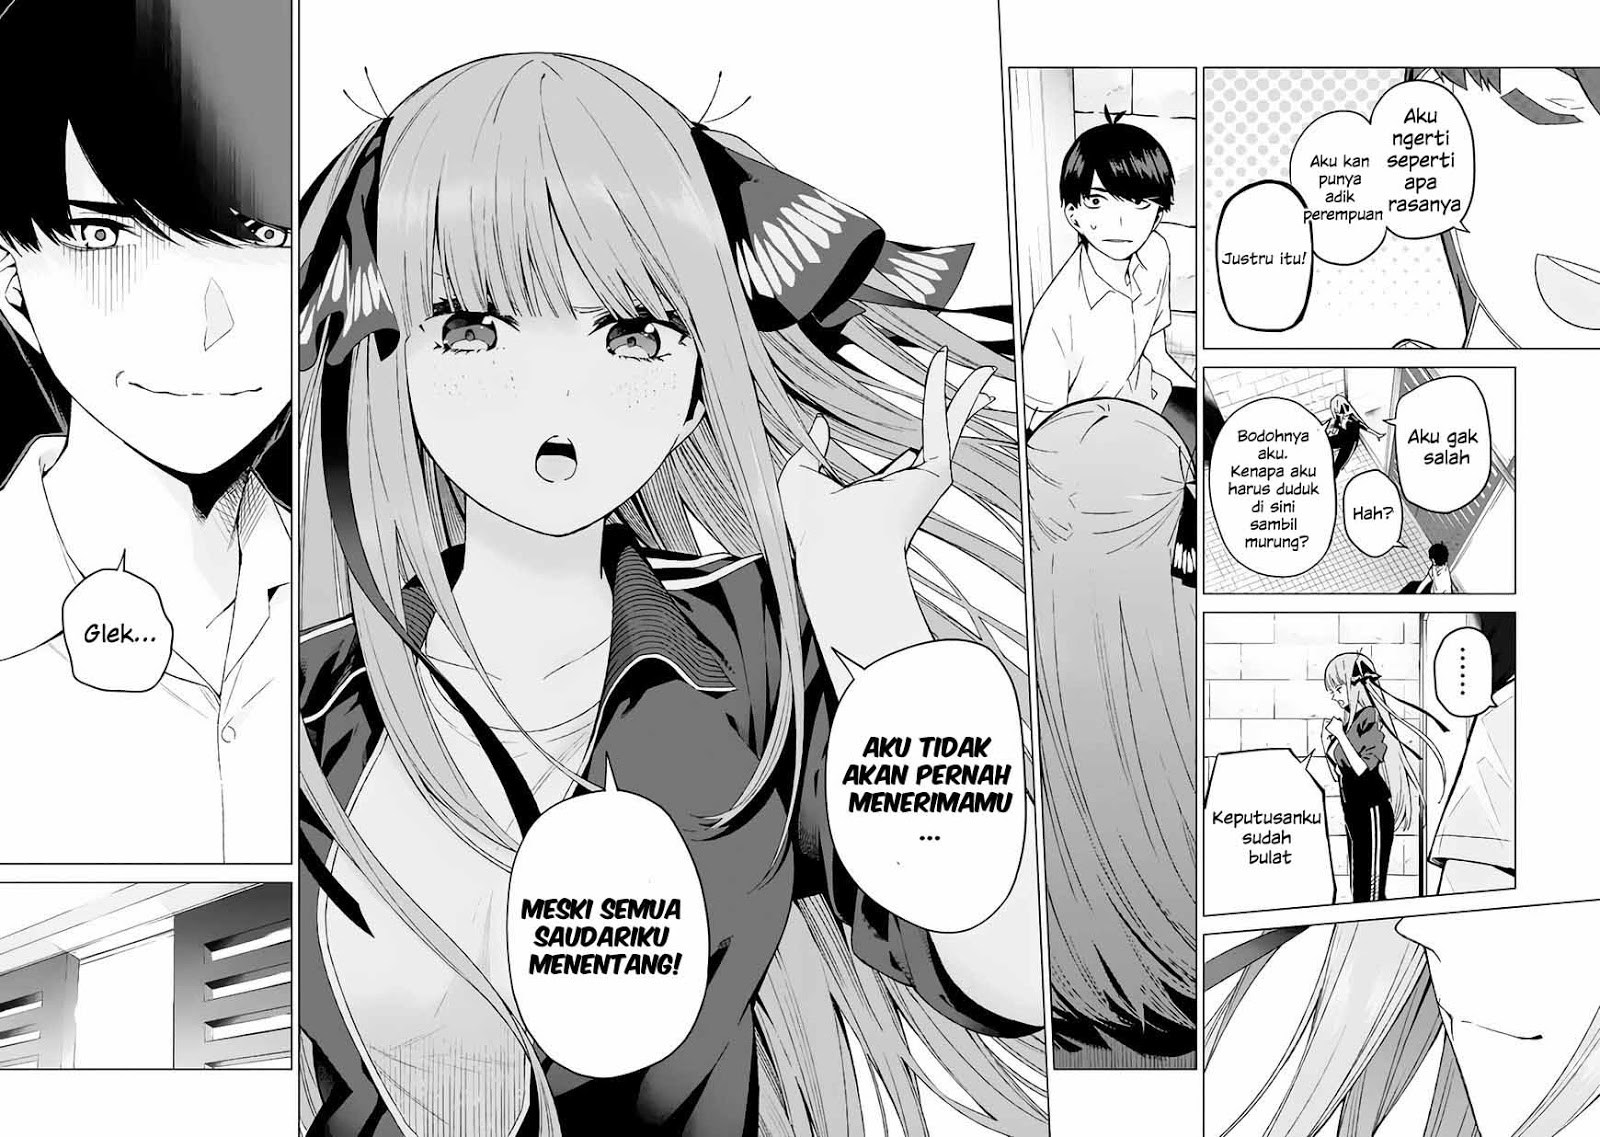 Aku
ngerti
seperti
apa
rasanya
Aku kan
punya
adik
perempuan
Justru itu!
Aku gak
salah
Hah?
Bodohnya
aku.
Kenapa aku
harus duduk
di sini
sambil
murung?
.......
Keputusanku
sudah
bulat
AKU TIDAK
AKAN PERNAH
MENERIMAMU
...
MESKI SEMUA
SAUDARIKU
MENENTANG!
Glek...